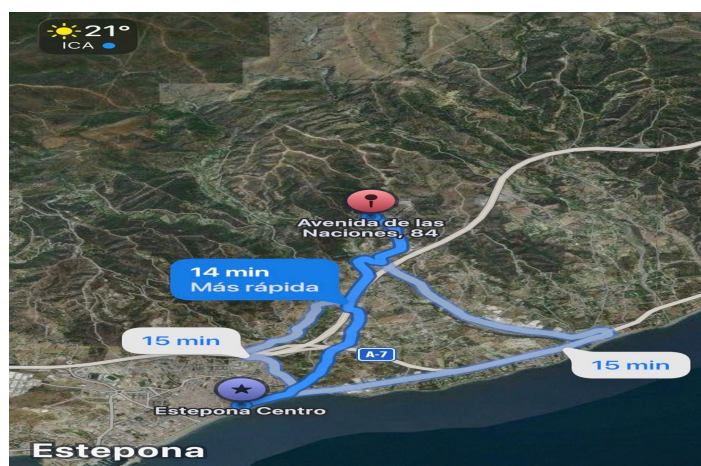 21°
ICA
Avenida de las
Naciones, 84
14 min
Más rápida
15 min
A-7
15 min
Estepona Centro
Estepona